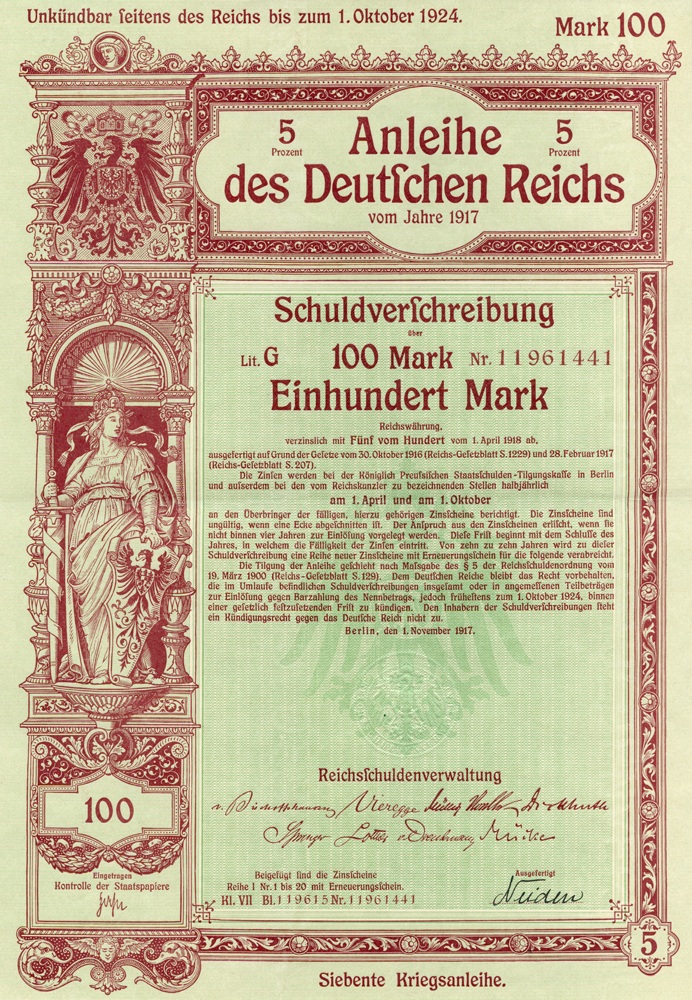 Unkündbar ſeitens des Reichs bis zum 1. Oktober 1924.
Mark 100
5 Prozent
Anleihe
5 Prozent
des Deutſchen Reichs
vom Jahre 1917
Schuldverſchreibung
über
Lit. G 100 Mark Nr. 11961441
Einhundert Mark
Reichswährung,
verzinslich mit Fünf vom Hundert vom 1. April 1918 ab,
ausgefertigt auf Grund der Geſetze vom 30. Oktober 1916 (Reichs-Geſetzblatt S. 1229) und 28. Februar 1917
(Reichs-Geſetzblatt S. 207).
Die Zinſen werden bei der Königlich Preuſsiſchen Staatsſchulden-Tilgungskaſſe in Berlin
und auſserdem bei den vom Reichskanzler zu bezeichnenden Stellen halbjährlich
am 1. April und am 1. Oktober
an den Überbringer der fälligen, hierzu gehörigen Zinsſcheine berichtigt. Die Zinsſcheine ſind
ungültig, wenn eine Ecke abgeſchnitten iſt. Der Anſpruch aus den Zinsſcheinen erliſcht, wenn ſie
nicht binnen vier Jahren zur Einlöſung vorgelegt werden. Dieſe Friſt beginnt mit dem Schluſſe des
Jahres, in welchem die Fälligkeit der Zinſen eintritt. Von zehn zu zehn Jahren wird zu dieſer
Schuldverſchreibung eine Reihe neuer Zinsſcheine mit Erneuerungsſchein für die folgende verabreicht.
Die Tilgung der Anleihe geſchieht nach Maſsgabe des § 5 der Reichsſchuldenordnung vom
19. März 1900 (Reichs-Geſetzblatt S. 129). Dem Deutſchen Reiche bleibt das Recht vorbehalten,
die im Umlaufe befindlichen Schuldverſchreibungen insgeſamt oder in angemeſſenen Teilbeträgen
zur Einlöſung gegen Barzahlung des Nennbetrags, jedoch früheſtens zum 1. Oktober 1924, binnen
einer geſetzlich feſtzuſetzenden Friſt zu kündigen. Den Inhabern der Schuldverſchreibungen ſteht
ein Kündigungsrecht gegen das Deutſche Reich nicht zu.
Berlin, den 1. November 1917.
Reichsſchuldenverwaltung
Vieregge Dickhuth
Springer Mücke
100
Eingetragen
Kontrolle der Staatspapiere
Beigefügt ſind die Zinsſcheine
Reihe I Nr. 1 bis 20 mit Erneuerungsſchein.
Kl. VII Bl. 119615 Nr. 11961441
Ausgefertigt
5
Siebente Kriegsanleihe.